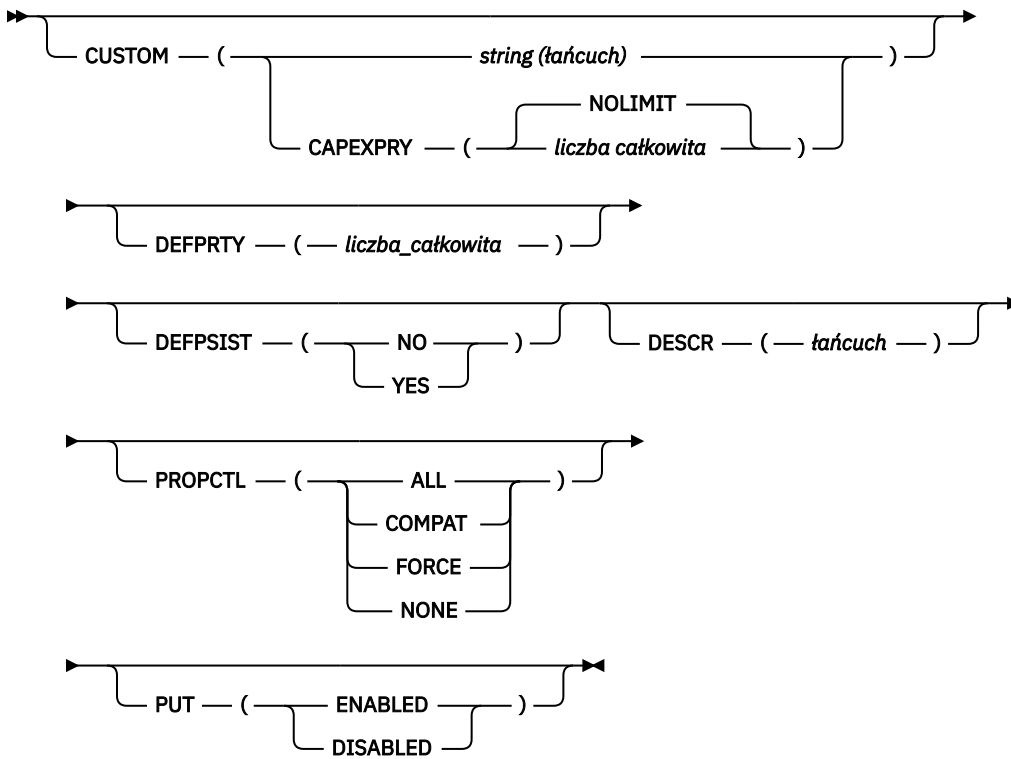 CUSTOM ( string (łańcuch) )
NOLIMIT
CAPEXPRY ( liczba całkowita )
DEFPRTY ( liczba_całkowita )
DEFPSIST ( NO ) DESCR ( łańcuch )
YES
PROPCTL ( ALL )
COMPAT
FORCE
NONE
PUT ( ENABLED )
DISABLED